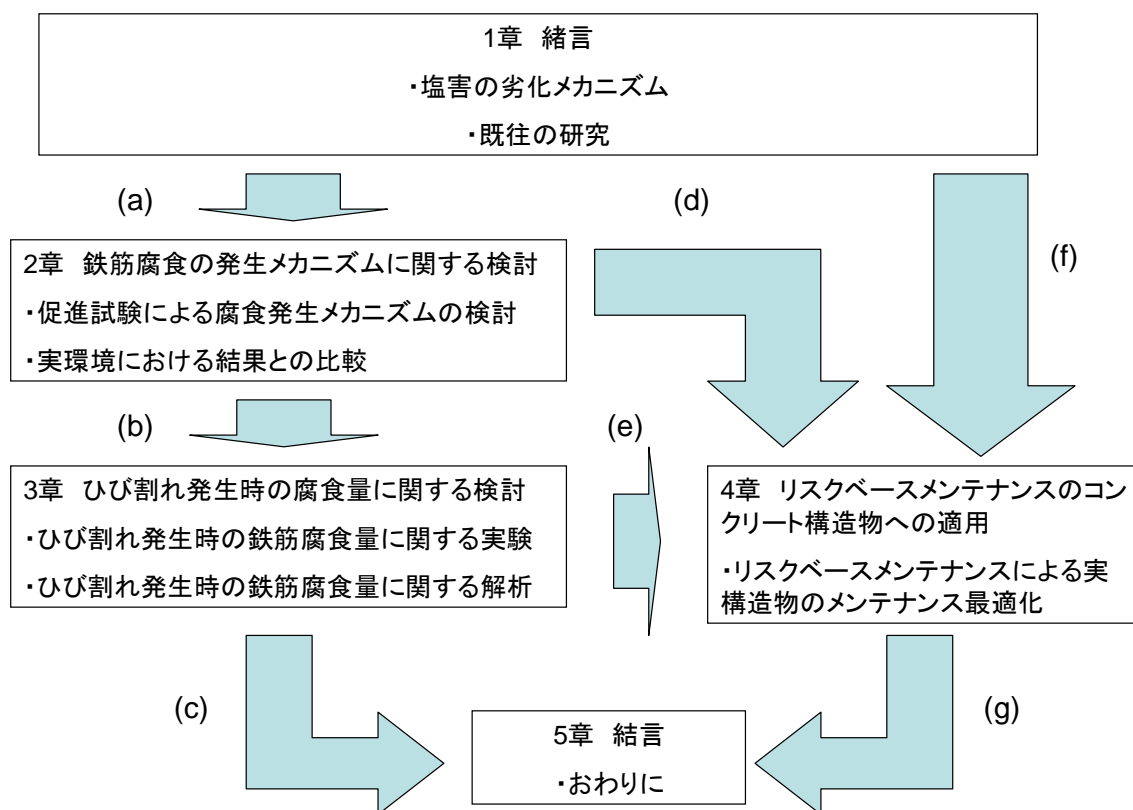 1章 緒言
・塩害の劣化メカニズム
・既往の研究
(a)
(d)
(f)
2章 鉄筋腐食の発生メカニズムに関する検討
・促進試験による腐食発生メカニズムの検討
・実環境における結果との比較
(b)
(e)
3章 ひび割れ発生時の腐食量に関する検討
・ひび割れ発生時の鉄筋腐食量に関する実験
・ひび割れ発生時の鉄筋腐食量に関する解析
4章 リスクベースメンテナンスのコン
クリート構造物への適用
・リスクベースメンテナンスによる実
構造物のメンテナンス最適化
(c)
(g)
5章 結言
・おわりに